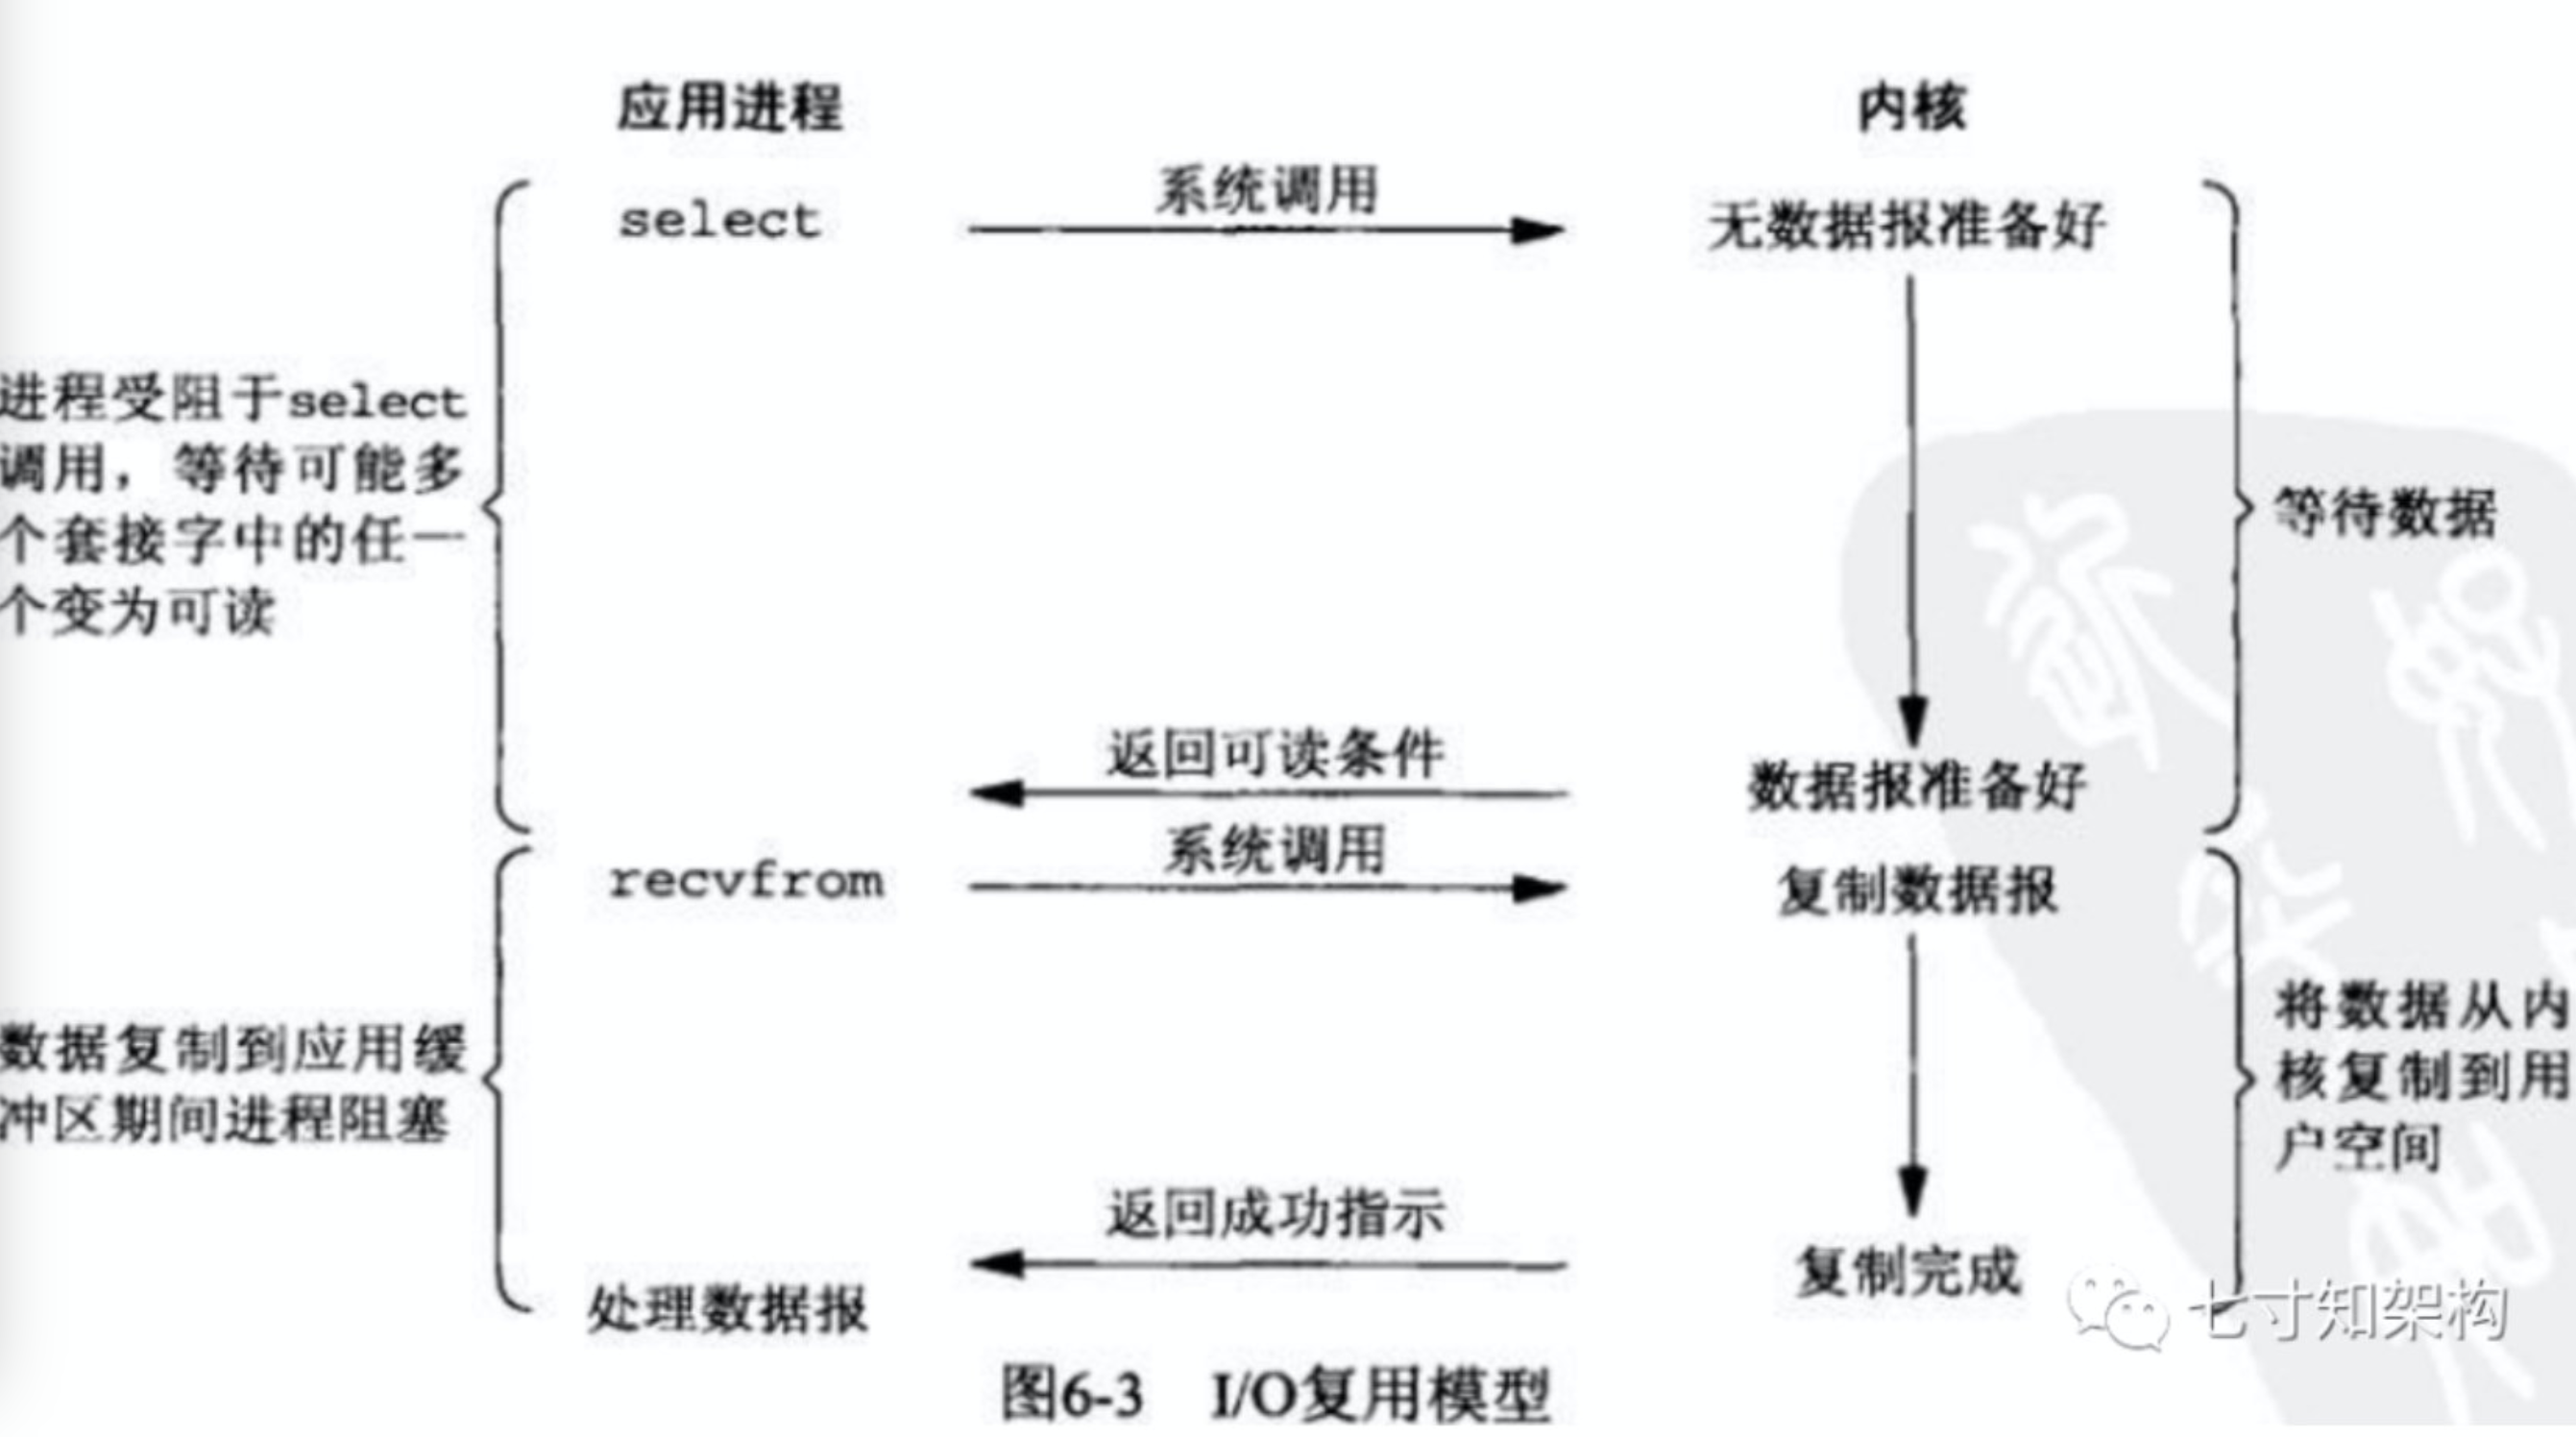 应用进程
内核
select
系统调用
无数据报准备好
进程受阻于select
调用，等待可能多
个套接字中的任一
个变为可读
等待数据
返回可读条件
数据报准备好
recvfrom
系统调用
复制数据报
数据复制到应用缓
冲区期间进程阻塞
将数据从内
核复制到用
户空间
返回成功指示
复制完成
处理数据报
七寸知架构
图6-3 I/O复用模型